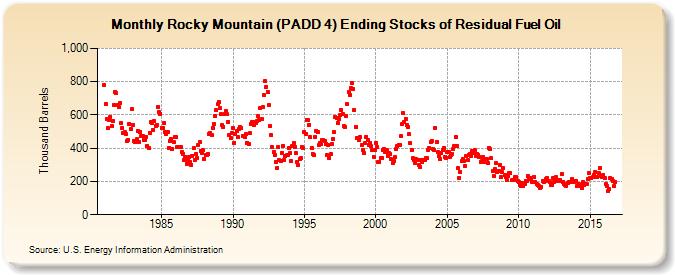 Monthly Rocky Mountain (PADD 4) Ending Stocks of Residual Fuel Oil
Thousand Barrels
1,000
800
600
400
200
0
1985 1990 1995 2000 2005 2010 2015
Source: U.S. Energy Information Administration